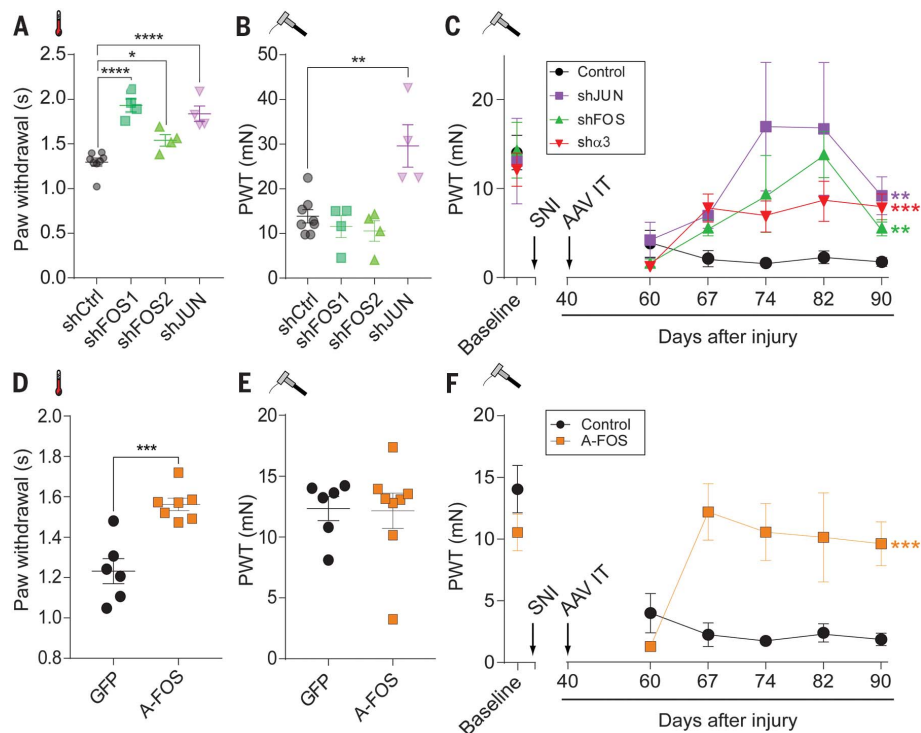 A
****
*
****
Paw withdrawal (s)
2.5
2.0
1.5
1.0
0.5
0.0
shCtrl
shFOS1
shFOS2
shJUN
B
**
PWT (mN)
50
40
30
20
10
0
shCtrl
shFOS1
shFOS2
shJUN
C
Control
shJUN
shFOS
shα3
PWT (mN)
20
10
0
SNI
AAV IT
**
***
**
Baseline
40
60
67
74
82
90
Days after injury
D
***
Paw withdrawal (s)
2.0
1.8
1.6
1.4
1.2
1.0
0.8
GFP
A-FOS
E
PWT (mN)
20
15
10
5
0
GFP
A-FOS
F
Control
A-FOS
PWT (mN)
20
15
10
5
0
SNI
AAV IT
***
Baseline
40
60
67
74
82
90
Days after injury